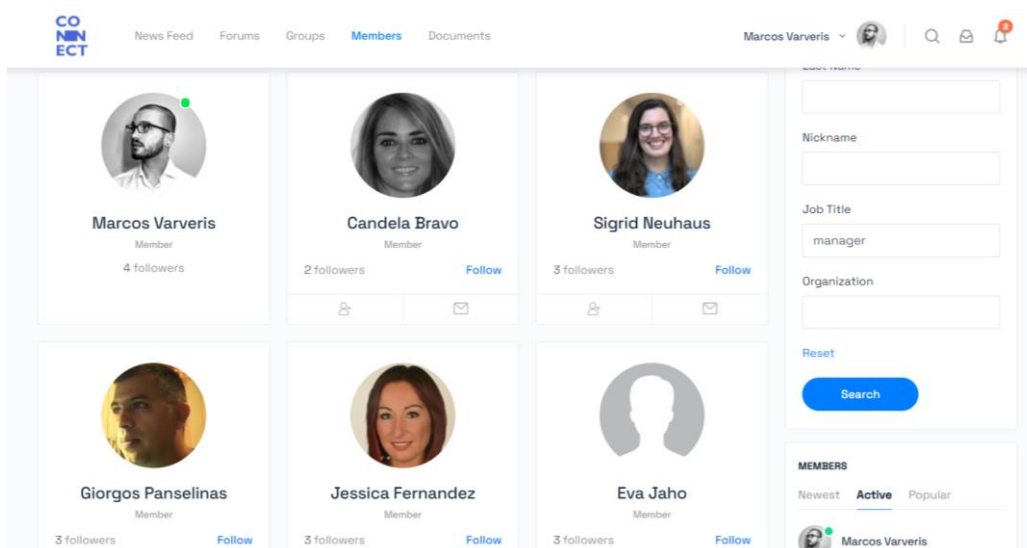 CO
NN
ECT
News Feed
Forums
Groups
Members
Documents
Marcos Varveris
2
Last Name
Nickname
Job Title
manager
Organization
Reset
Search
Marcos Varveris
Member
4 followers
Candela Bravo
Member
2 followers
Follow
Sigrid Neuhaus
Member
3 followers
Follow
Giorgos Panselinas
Member
3 followers
Follow
Jessica Fernandez
Member
3 followers
Follow
Eva Jaho
Member
3 followers
Follow
MEMBERS
Newest
Active
Popular
Marcos Varveris